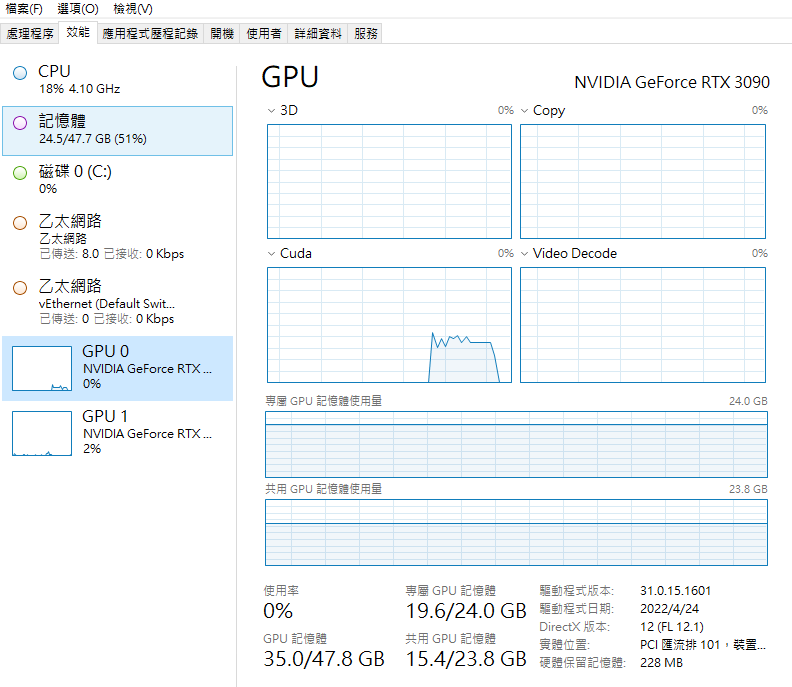 檔案(F) 選項(O) 檢視(V)
處理程序 效能 應用程式歷程記錄 開機 使用者 詳細資料 服務
CPU
18% 4.10 GHz
記憶體
24.5/47.7 GB (51%)
磁碟 0 (C:)
0%
乙太網路
乙太網路
已傳送: 8.0 已接收: 0 Kbps
乙太網路
vEthernet (Default Swit...
已傳送: 0 已接收: 0 Kbps
GPU 0
NVIDIA GeForce RTX ...
0%
GPU 1
NVIDIA GeForce RTX ...
2%
GPU NVIDIA GeForce RTX 3090
3D 0% Copy 0%
Cuda 0% Video Decode 0%
專屬 GPU 記憶體使用量 24.0 GB
共用 GPU 記憶體使用量 23.8 GB
使用率
0%
GPU 記憶體
35.0/47.8 GB
專屬 GPU 記憶體
19.6/24.0 GB
共用 GPU 記憶體
15.4/23.8 GB
驅動程式版本: 31.0.15.1601
驅動程式日期: 2022/4/24
DirectX 版本: 12 (FL 12.1)
實體位置: PCI 匯流排 101，裝置...
硬體保留記憶體: 228 MB